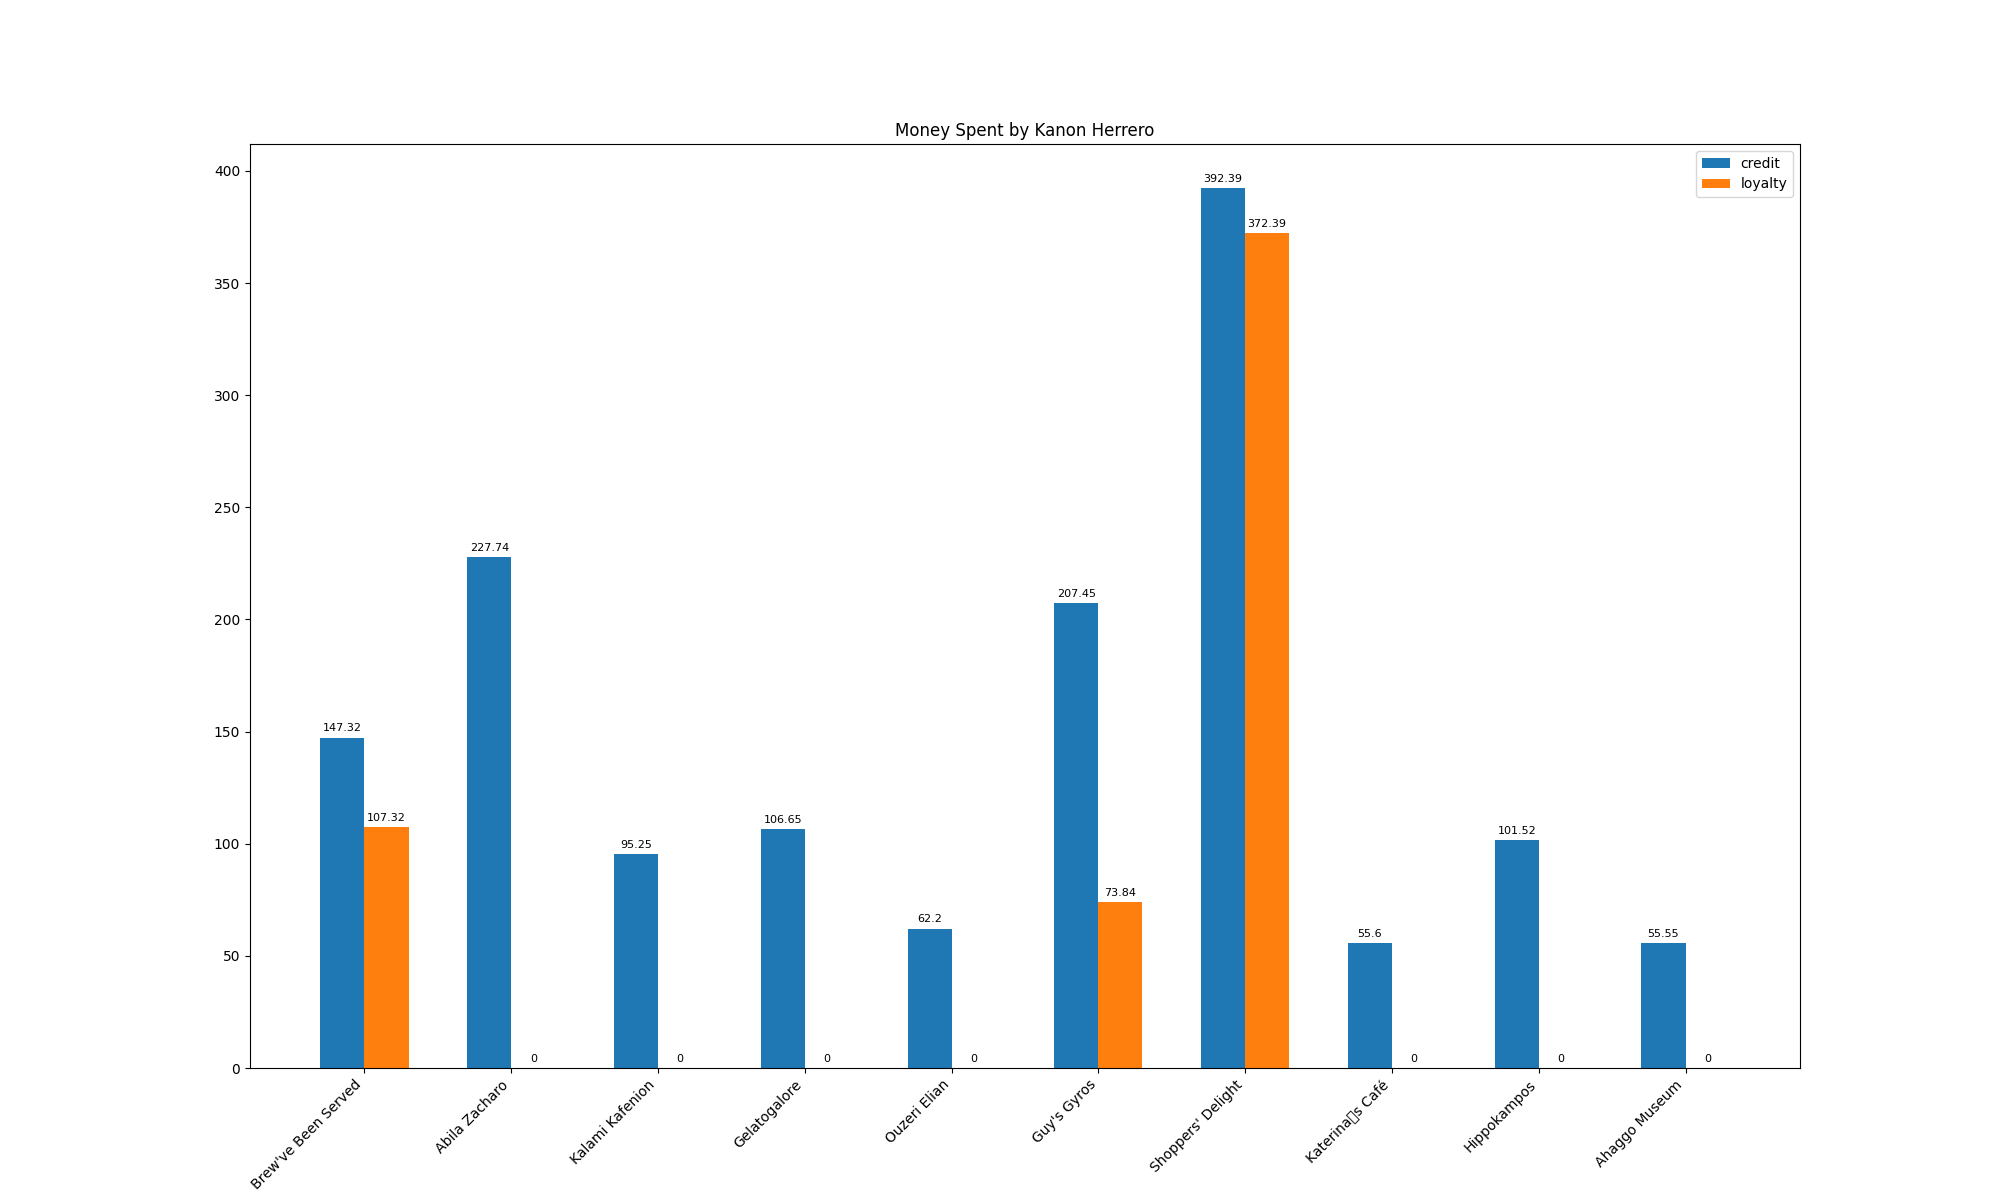 Money Spent by Kanon Herrero
credit
loyalty
400
350
300
250
200
150
100
50
0
147.32
107.32
227.74
0
95.25
0
106.65
0
62.2
0
207.45
73.84
392.39
372.39
55.6
0
101.52
0
55.55
0
Brew've Been Served
Abila Zacharo
Kalami Kafenion
Gelatogalore
Ouzeri Elian
Guy's Gyros
Shoppers' Delight
Katerina▯▯s Café
Hippokampos
Ahaggo Museum